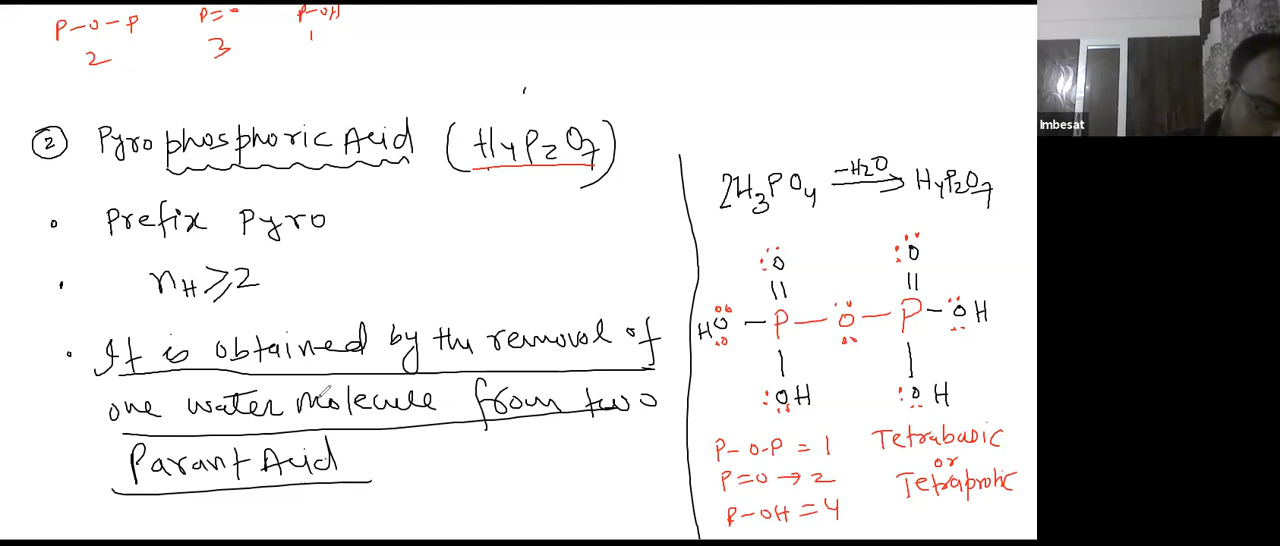 P-O-P P=O P-OH
2 3 1
② Pyrophosphoric Acid (H4P2O7)
• Prefix Pyro
• nH ⩾ 2
• It is obtained by the removal of
one water molecule from two
Parant Acid
2H3PO4 -H2O → H4P2O7
O O
|| ||
HO-P-O-P-OH
| |
OH OH
P-O-P = 1
P=O → 2
P-OH = 4
Tetrabasic
or
Tetraprotic
Imbesat